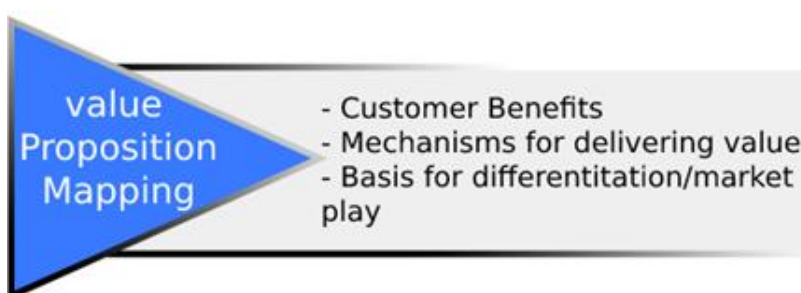 value
Proposition
Mapping
- Customer Benefits
- Mechanisms for delivering value
- Basis for differentitation/market
play